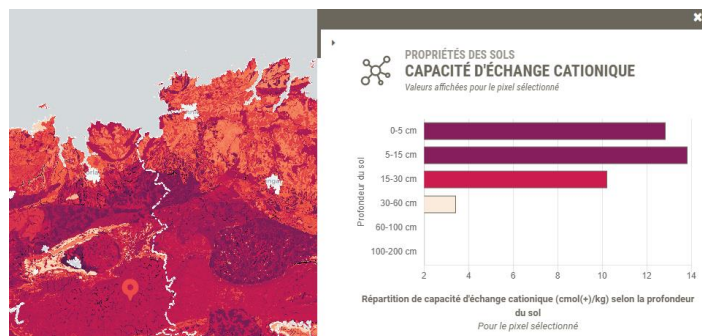 PROPRIÉTÉS DES SOLS
CAPACITÉ D'ÉCHANGE CATIONIQUE
Valeurs affichées pour le pixel sélectionné
Profondeur du sol
0-5 cm
5-15 cm
15-30 cm
30-60 cm
60-100 cm
100-200 cm
2 4 6 8 10 12 14
Répartition de capacité d'échange cationique (cmol(+)/kg) selon la profondeur
du sol
Pour le pixel sélectionné